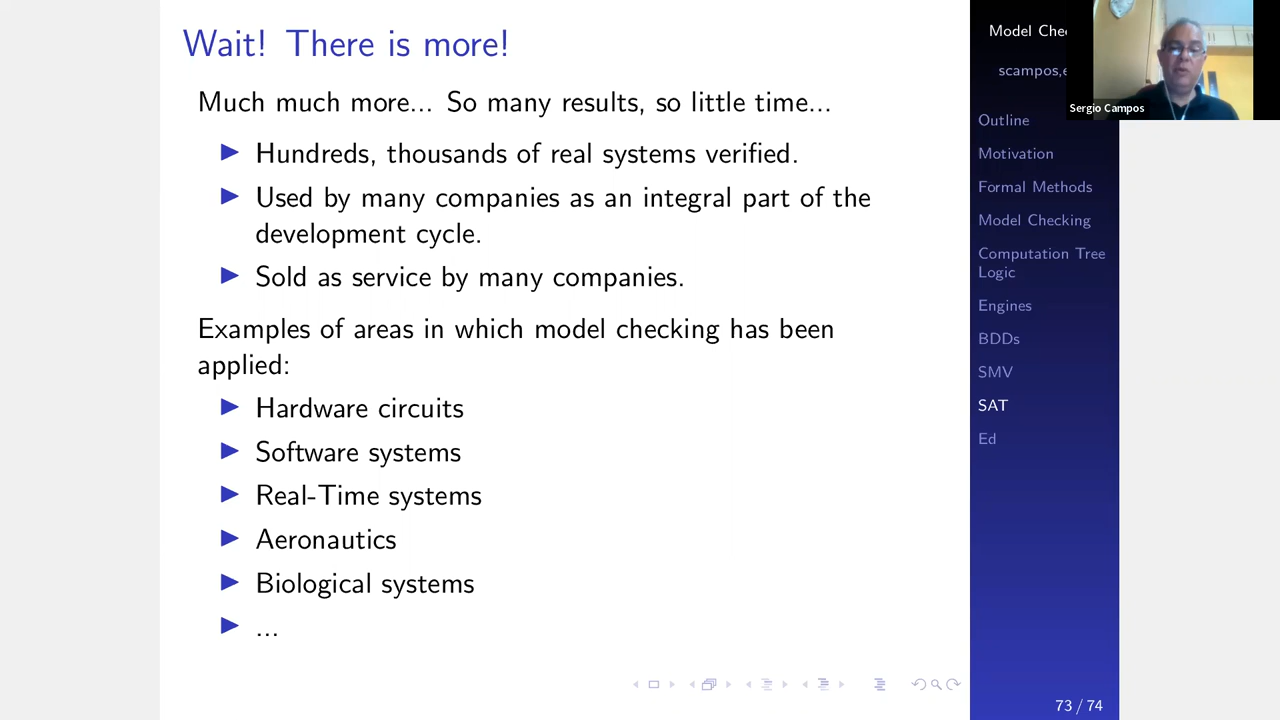 Wait! There is more!
Much much more... So many results, so little time...
Hundreds, thousands of real systems verified.
Used by many companies as an integral part of the
development cycle.
Sold as service by many companies.
Examples of areas in which model checking has been
applied:
Hardware circuits
Software systems
Real-Time systems
Aeronautics
Biological systems
...
Model Che
scampos,e
Sergio Campos
Outline
Motivation
Formal Methods
Model Checking
Computation Tree
Logic
Engines
BDDs
SMV
SAT
Ed
73 / 74